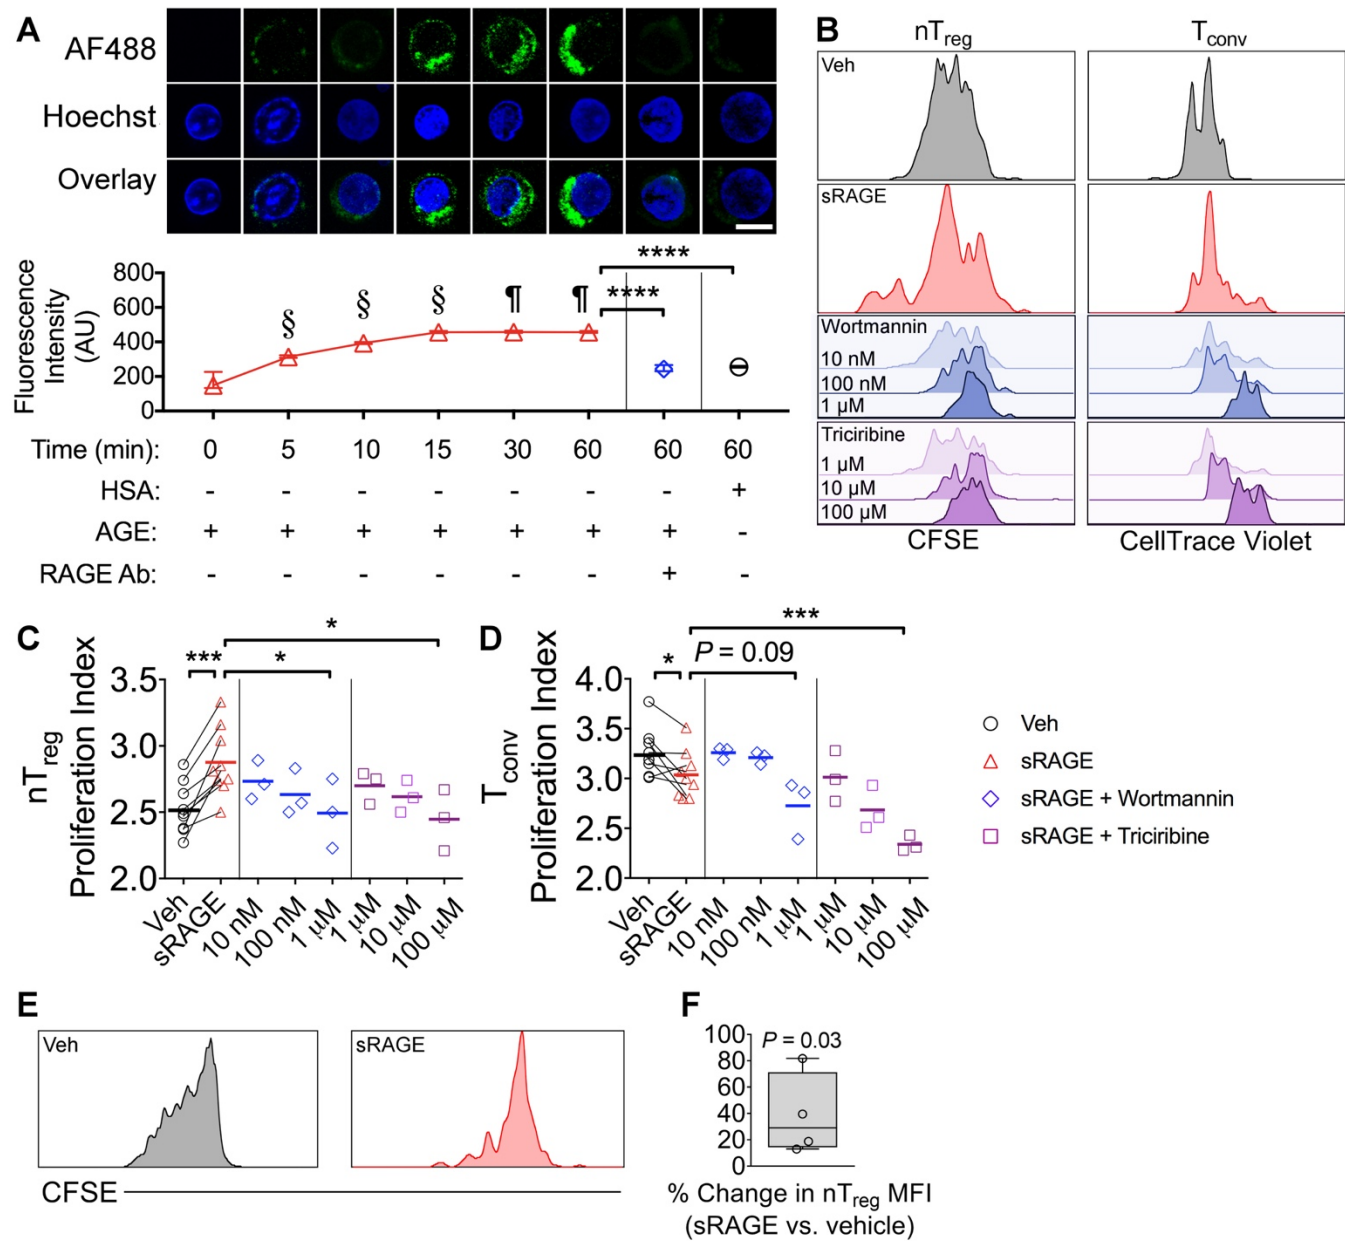 A
AF488
Hoechst
Overlay
****
****
§
§
§
¶
¶
Fluorescence
Intensity
(AU)
800
600
400
200
0
Time (min): 0 5 10 15 30 60 60 60
HSA: - - - - - - - +
AGE: + + + + + + + -
RAGE Ab: - - - - - - + -
B
nTreg
Tconv
Veh
sRAGE
Wortmannin
10 nM
100 nM
1 μM
Triciribine
1 μM
10 μM
100 μM
CFSE
CellTrace Violet
C
nTreg
Proliferation Index
3.5
3.0
2.5
2.0
***
*
*
Veh
sRAGE
10 nM
100 nM
1 μM
1 μM
10 μM
100 μM
D
Tconv
Proliferation Index
4.0
3.5
3.0
2.5
2.0
*
P = 0.09
***
Veh
sRAGE
10 nM
100 nM
1 μM
1 μM
10 μM
100 μM
Veh
sRAGE
sRAGE + Wortmannin
sRAGE + Triciribine
E
Veh
sRAGE
CFSE
F
100
80
60
40
20
0
P = 0.03
% Change in nTreg MFI
(sRAGE vs. vehicle)